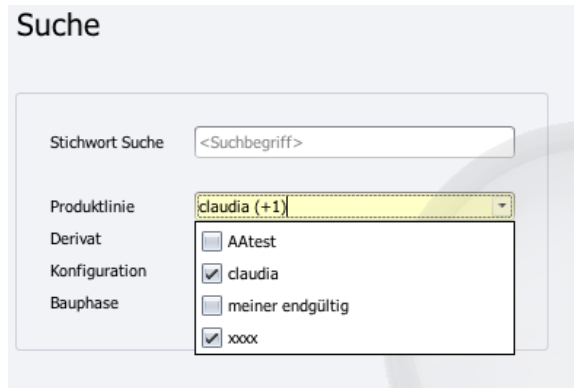 Suche
Stichwort Suche <Suchbegriff>
Produktlinie claudia (+1)
Derivat AAtest
Konfiguration claudia
Bauphase meiner endgültig
xxxx